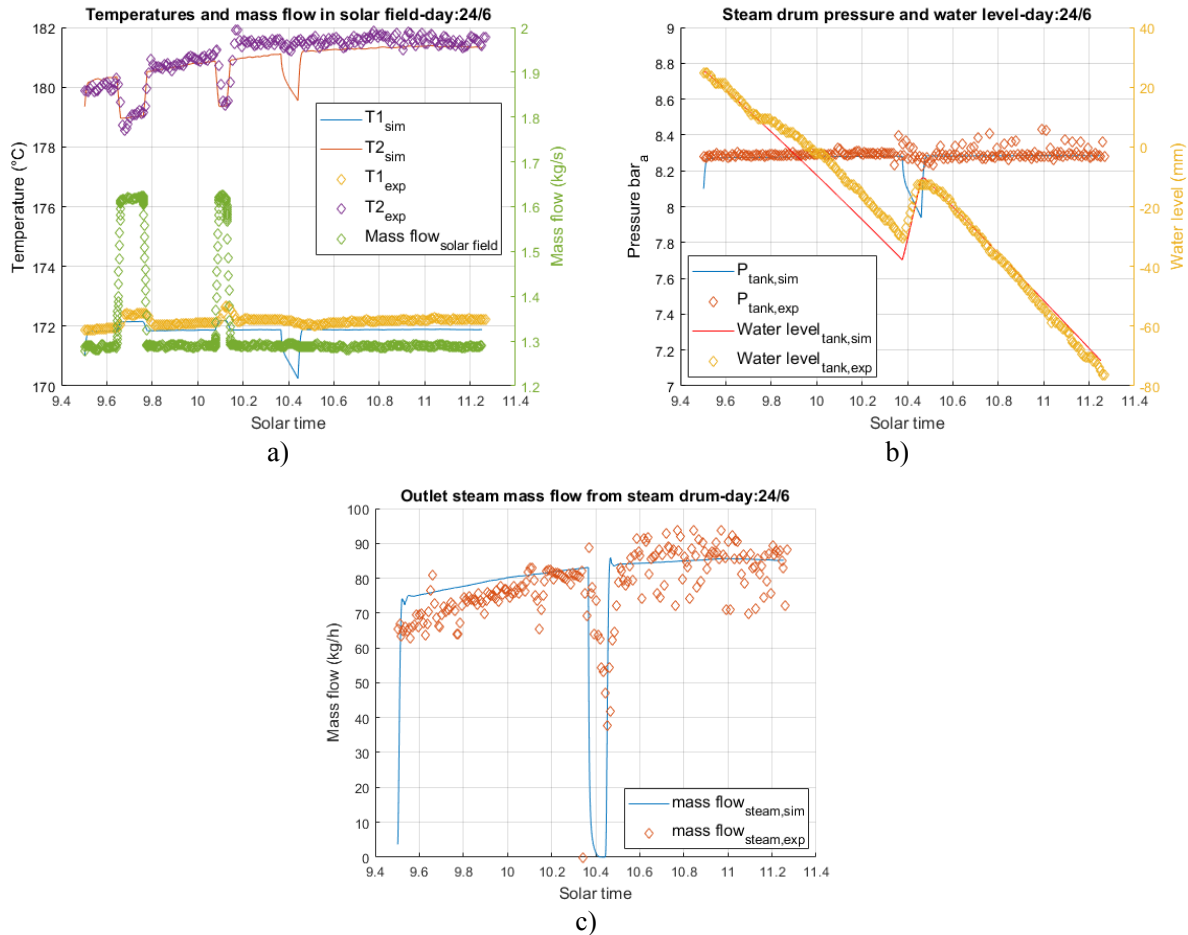 Temperatures and mass flow in solar field-day:24/6
182
180
178
176
174
172
170
Temperature (°C)
2
1.9
1.8
1.7
1.6
1.5
1.4
1.3
1.2
Mass flow (kg/s)
T1sim
T2sim
T1exp
T2exp
Mass flowsolar field
9.4 9.6 9.8 10 10.2 10.4 10.6 10.8 11 11.2 11.4
Solar time
a)
Steam drum pressure and water level-day:24/6
9
8.8
8.6
8.4
8.2
8
7.8
7.6
7.4
7.2
7
Pressure bara
40
20
0
-20
-40
-60
-80
Water level (mm)
Ptank,sim
Ptank,exp
Water leveltank,sim
Water leveltank,exp
9.4 9.6 9.8 10 10.2 10.4 10.6 10.8 11 11.2 11.4
Solar time
b)
Outlet steam mass flow from steam drum-day:24/6
100
90
80
70
60
50
40
30
20
10
0
Mass flow (kg/h)
mass flowsteam,sim
mass flowsteam,exp
9.4 9.6 9.8 10 10.2 10.4 10.6 10.8 11 11.2 11.4
Solar time
c)